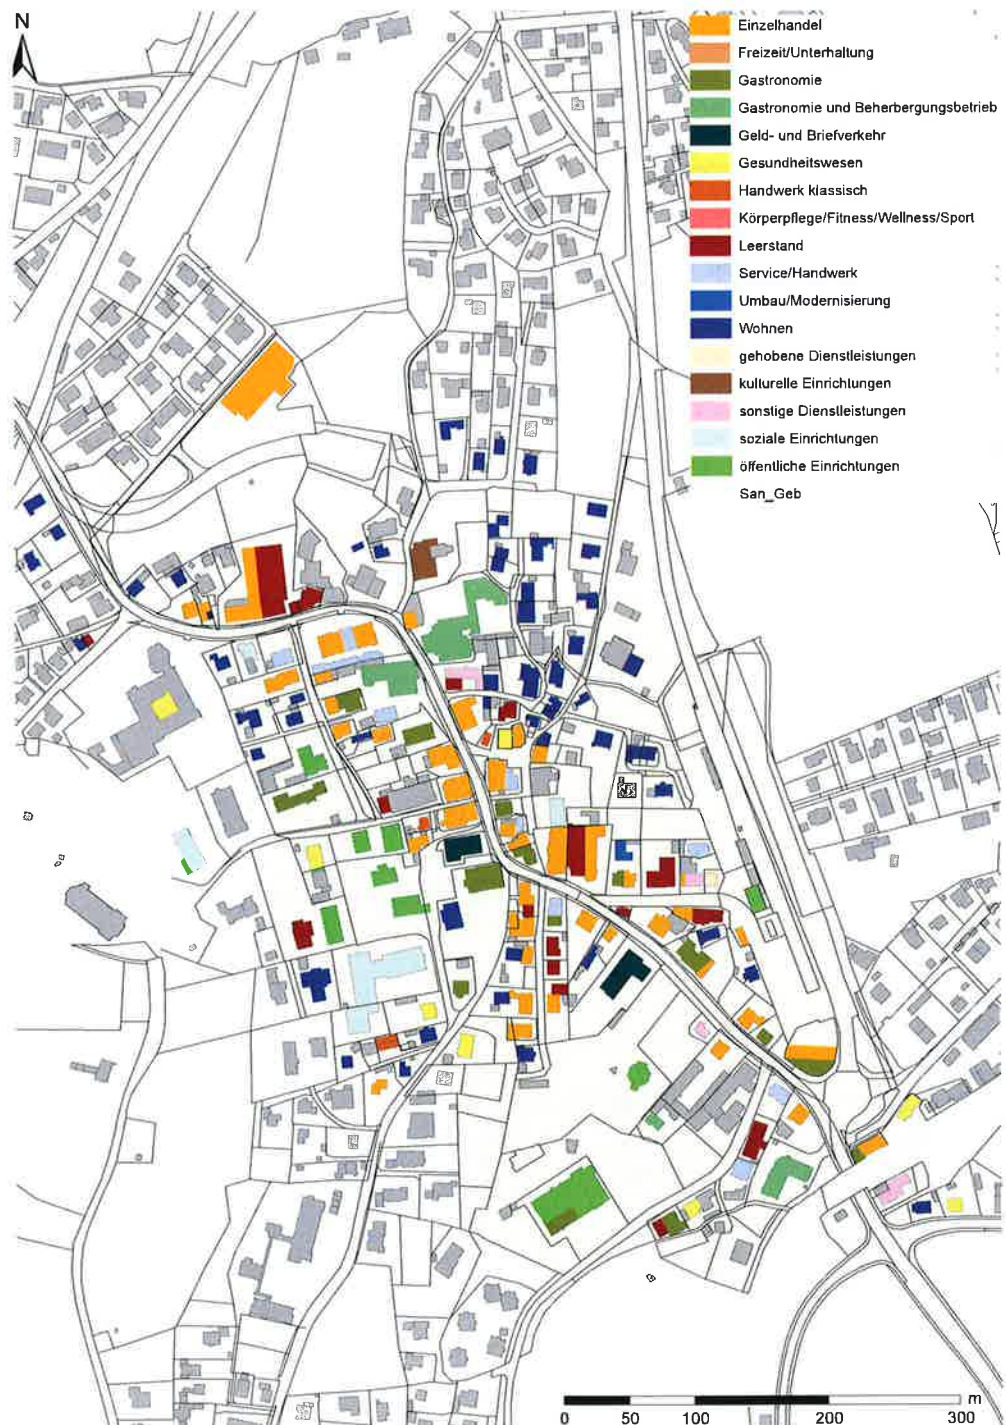 N
Einzelhandel
Freizeit/Unterhaltung
Gastronomie
Gastronomie und Beherbergungsbetrieb
Geld- und Briefverkehr
Gesundheitswesen
Handwerk klassisch
Körperpflege/Fitness/Wellness/Sport
Leerstand
Service/Handwerk
Umbau/Modernisierung
Wohnen
gehobene Dienstleistungen
kulturelle Einrichtungen
sonstige Dienstleistungen
soziale Einrichtungen
öffentliche Einrichtungen
San_Geb
m
0 50 100 200 300